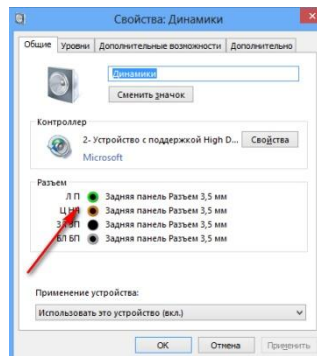 Свойства: Динамики
Общие Уровни Дополнительные возможности Дополнительно
Динамики
Сменить значок
Контроллер
2- Устройство с поддержкой High D... Свойства
Microsoft
Разъем
Л П Задняя панель Разъем 3,5 мм
Ц НЧ Задняя панель Разъем 3,5 мм
ЗЛ ЗП Задняя панель Разъем 3,5 мм
БЛ БП Задняя панель Разъем 3,5 мм
Применение устройства:
Использовать это устройство (вкл.)
ОК Отмена Применить